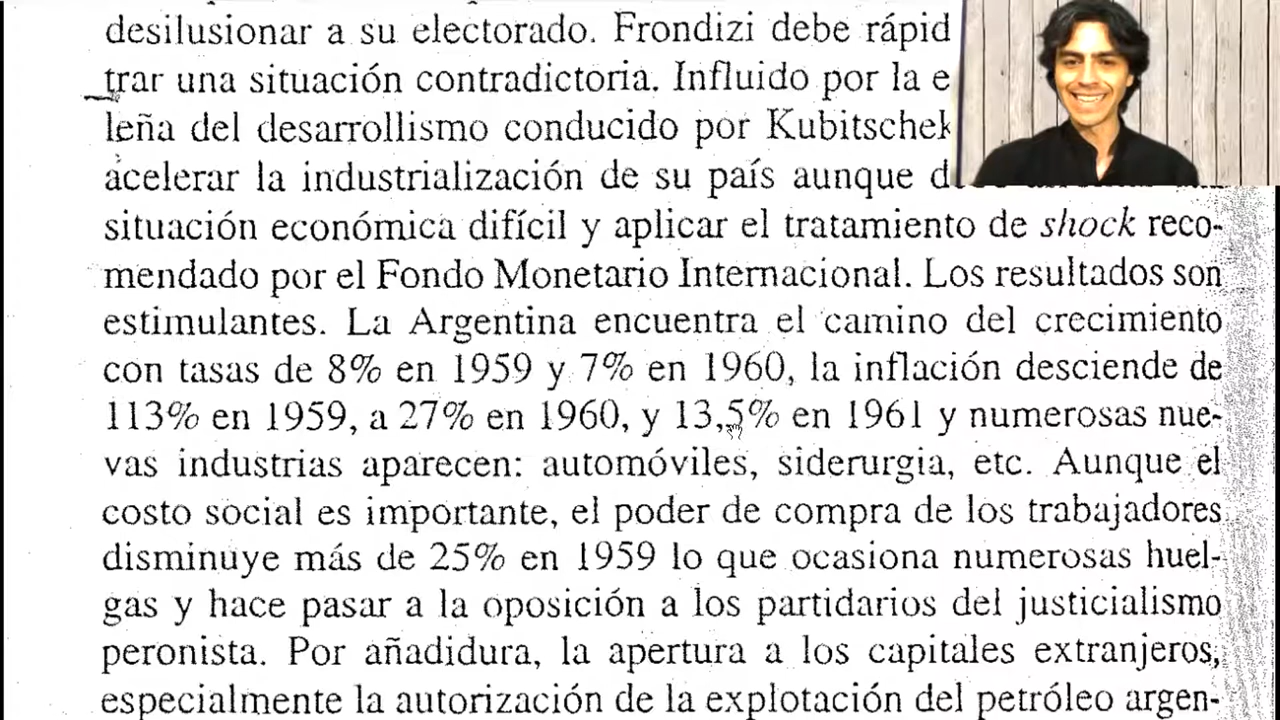 desilusionar a su electorado. Frondizi debe rápid
trar una situación contradictoria. Influido por la e
leña del desarrollismo conducido por Kubitschek
acelerar la industrialización de su país aunque d
situación económica difícil y aplicar el tratamiento de shock reco-
mendado por el Fondo Monetario Internacional. Los resultados son
estimulantes. La Argentina encuentra el camino del crecimiento
con tasas de 8% en 1959 y 7% en 1960, la inflación desciende de
113% en 1959, a 27% en 1960, y 13,5% en 1961 y numerosas nue-
vas industrias aparecen: automóviles, siderurgia, etc. Aunque el
costo social es importante, el poder de compra de los trabajadores
disminuye más de 25% en 1959 lo que ocasiona numerosas huel-
gas y hace pasar a la oposición a los partidarios del justicialismo
peronista. Por añadidura, la apertura a los capitales extranjeros,
especialmente la autorización de la explotación del petróleo argen-